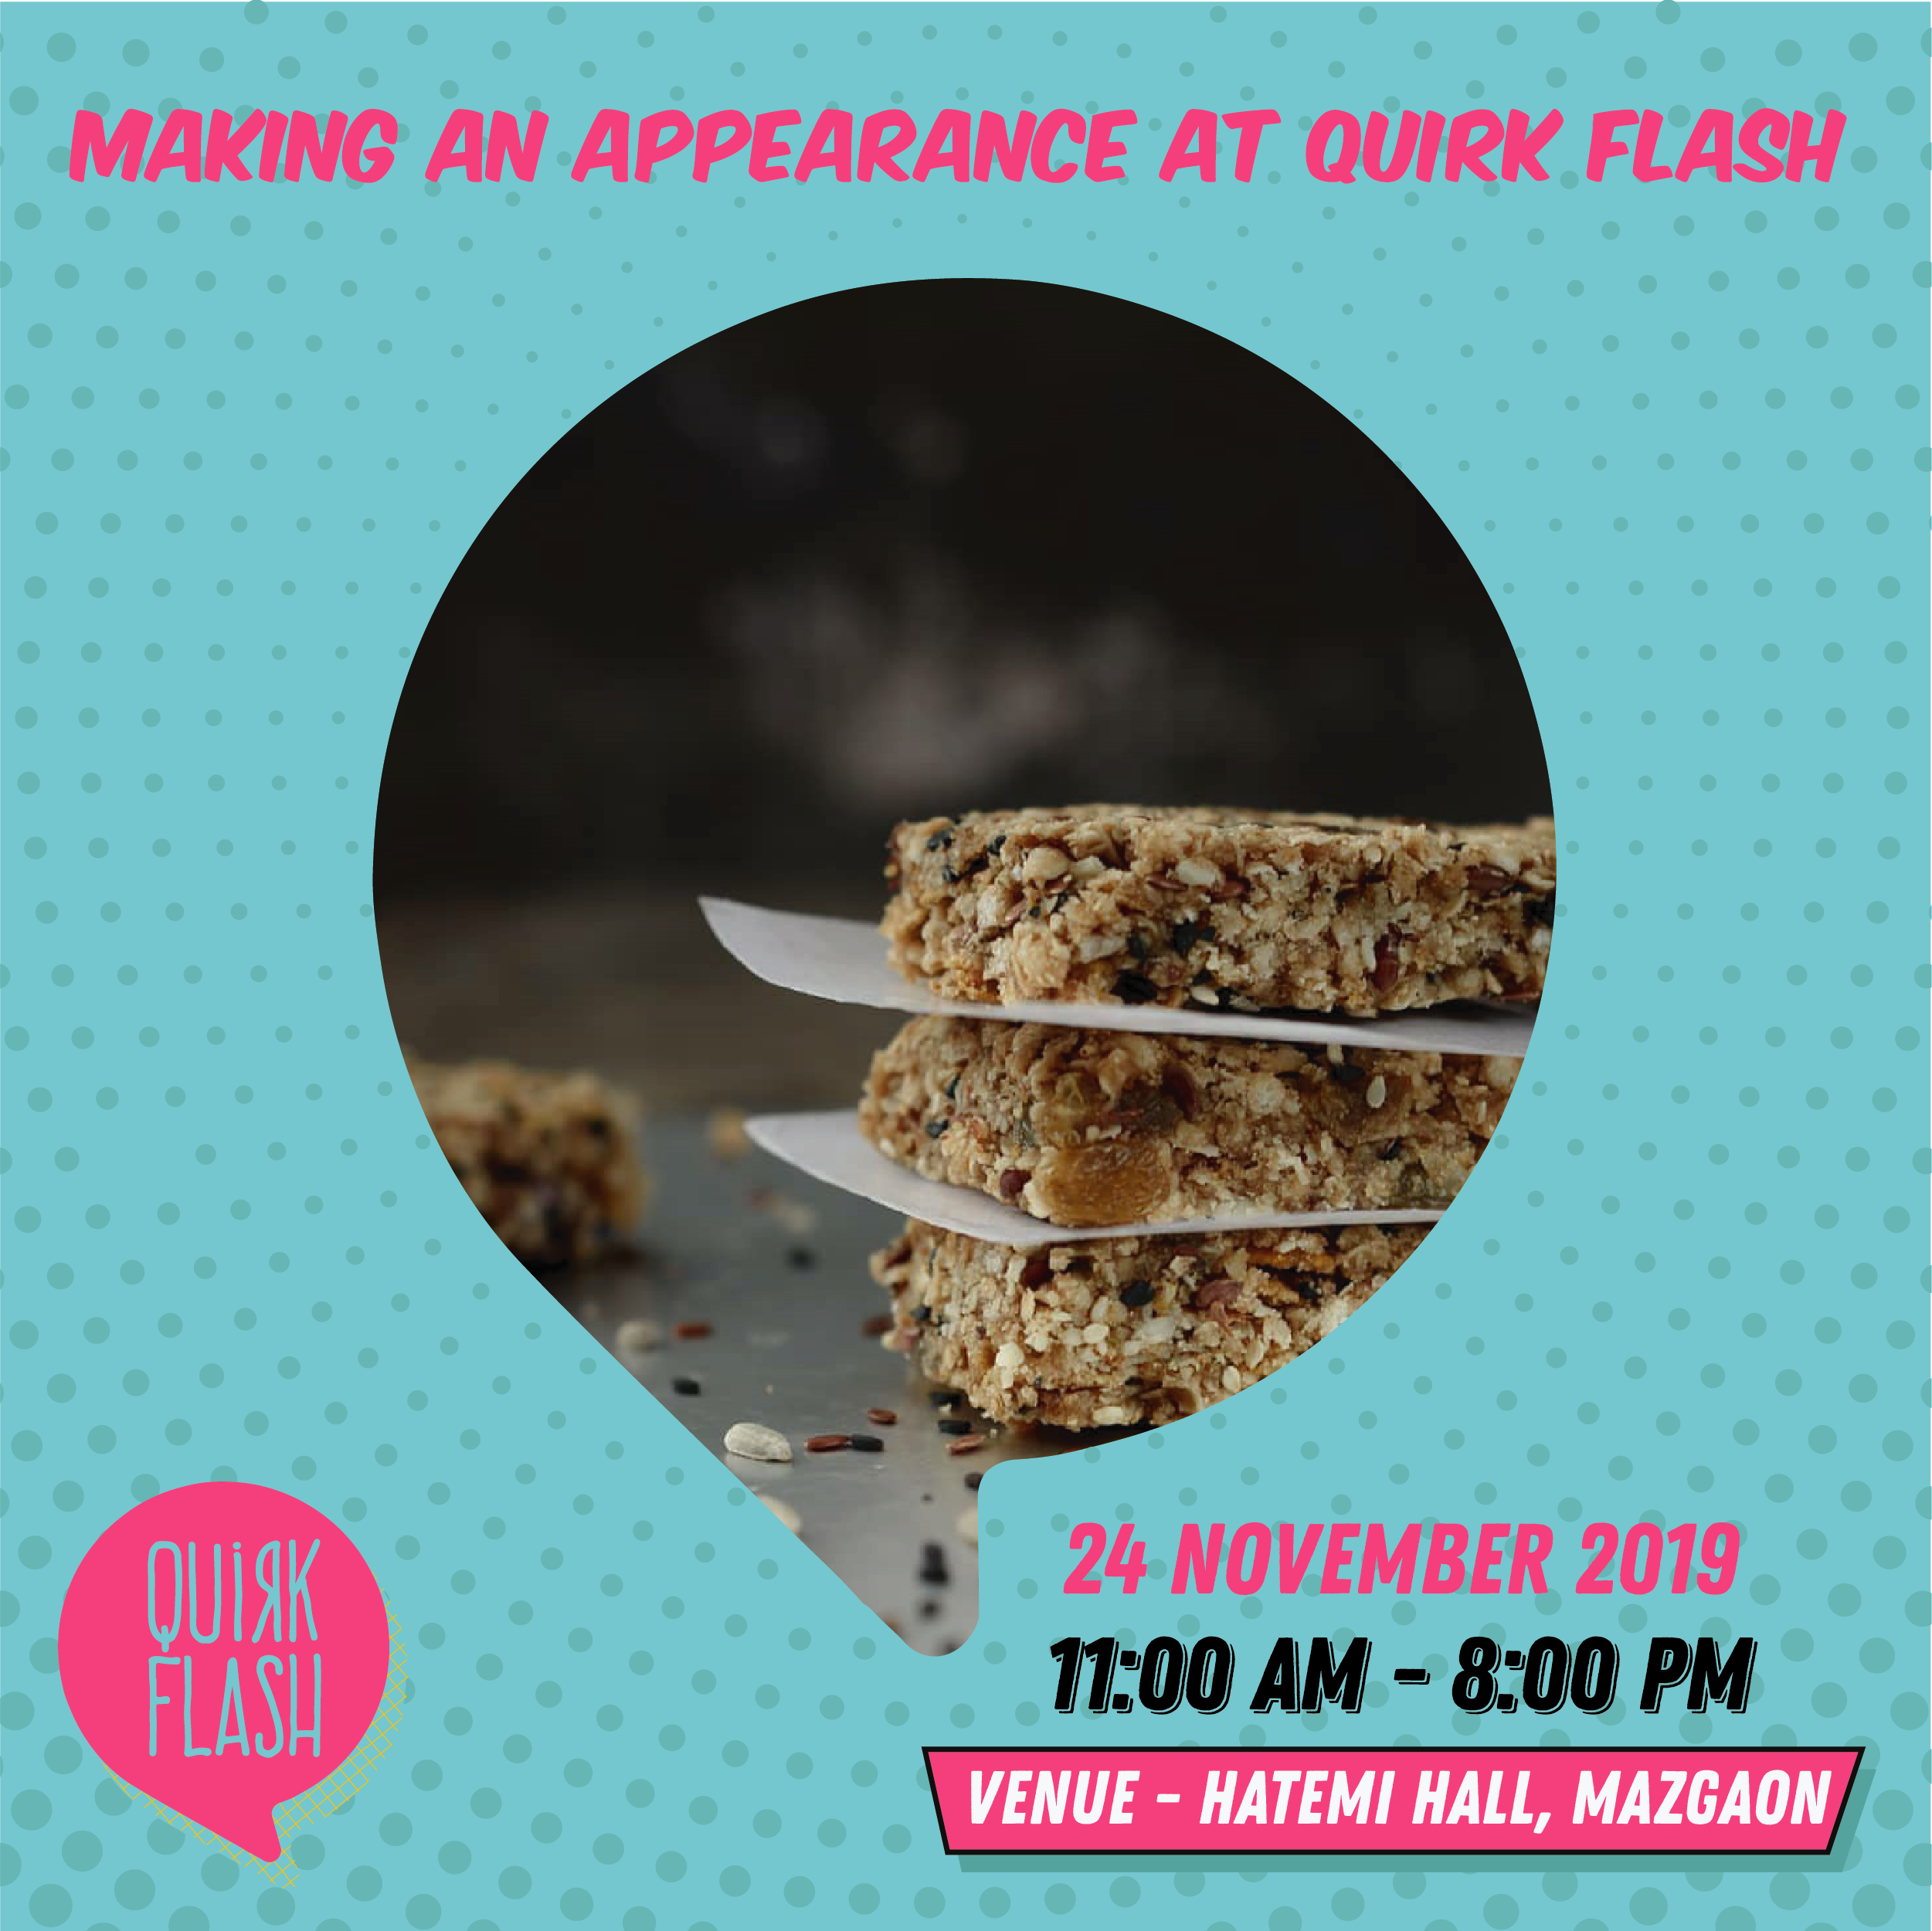 MAKING AN APPEARANCE AT QUIRK FLASH
24 NOVEMBER 2019
11:00 AM - 8:00 PM
VENUE - HATEMI HALL, MAZGAON
QUiRK
FLASH